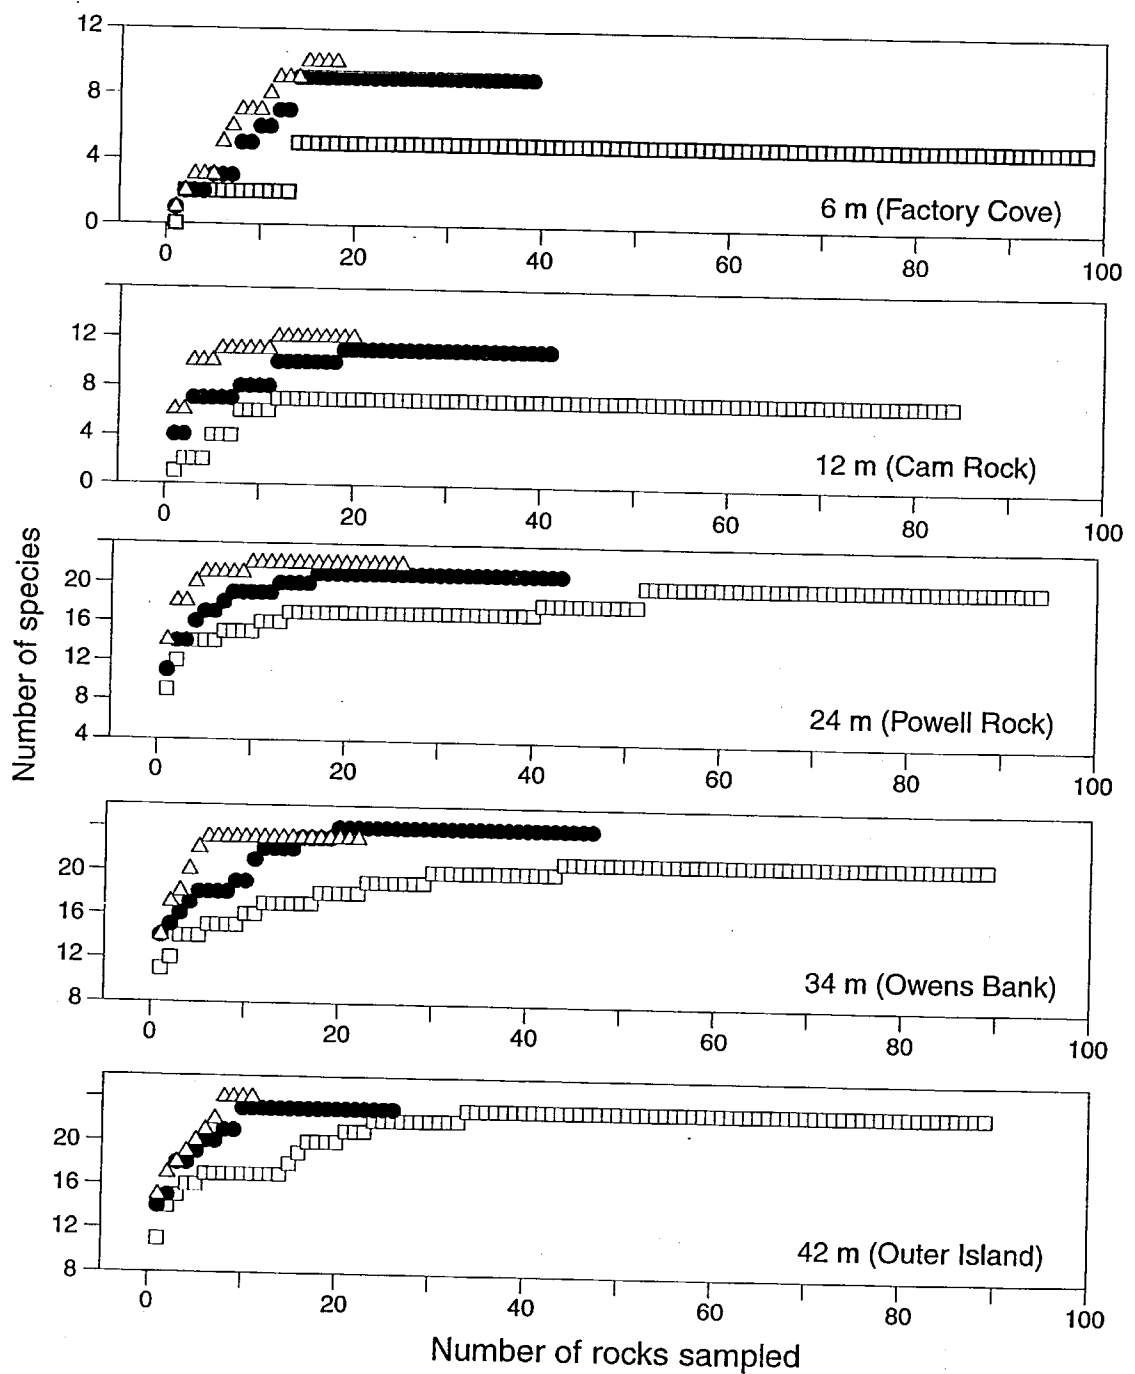 12
8
4
0
6 m (Factory Cove)
0 20 40 60 80 100
12
8
4
0
12 m (Cam Rock)
0 20 40 60 80 100
20
16
12
8
4
24 m (Powell Rock)
0 20 40 60 80 100
20
16
12
8
34 m (Owens Bank)
0 20 40 60 80 100
20
16
12
8
42 m (Outer Island)
0 20 40 60 80 100
Number of species
Number of rocks sampled